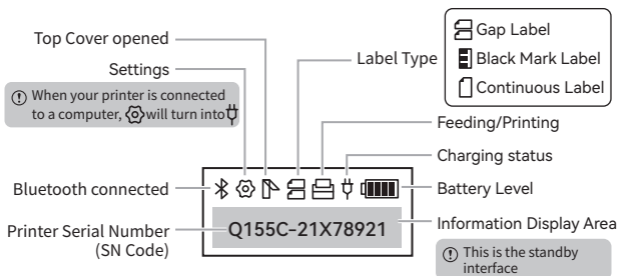 Top Cover opened
Settings
When your printer is connected
to a computer, will turn into
Label Type
Gap Label
Black Mark Label
Continuous Label
Feeding/Printing
Charging status
Bluetooth connected
Battery Level
Printer Serial Number
(SN Code)
Q155C-21X78921
Information Display Area
This is the standby
interface